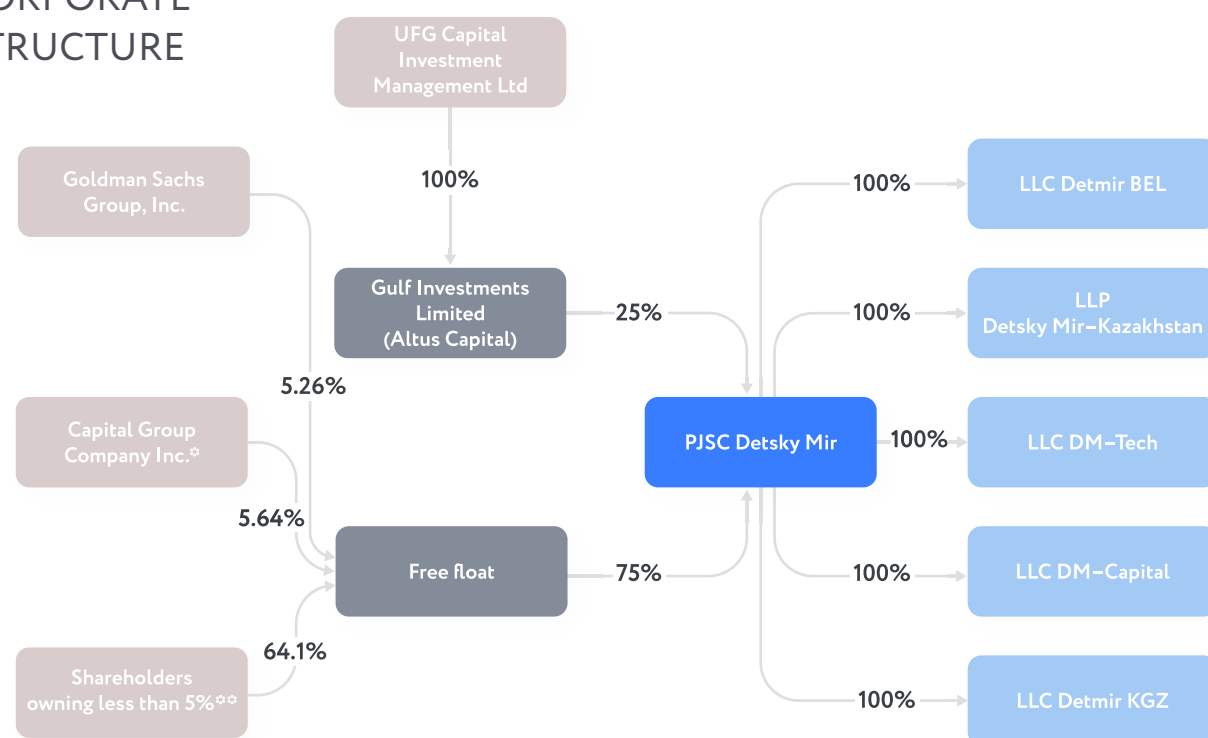 ORPORATE
TRUCTURE
UFG Capital
Investment
Management Ltd
100%
Goldman Sachs
Group, Inc.
5.26%
Gulf Investments
Limited
(Altus Capital)
25%
Capital Group
Company Inc.✡
5.64%
Free float
75%
Shareholders
owning less than 5%✡✡
64.1%
PJSC Detsky Mir
100%
LLC Detmir BEL
100%
LLP
Detsky Mir–Kazakhstan
100%
LLC DM–Tech
100%
LLC DM–Capital
100%
LLC Detmir KGZ